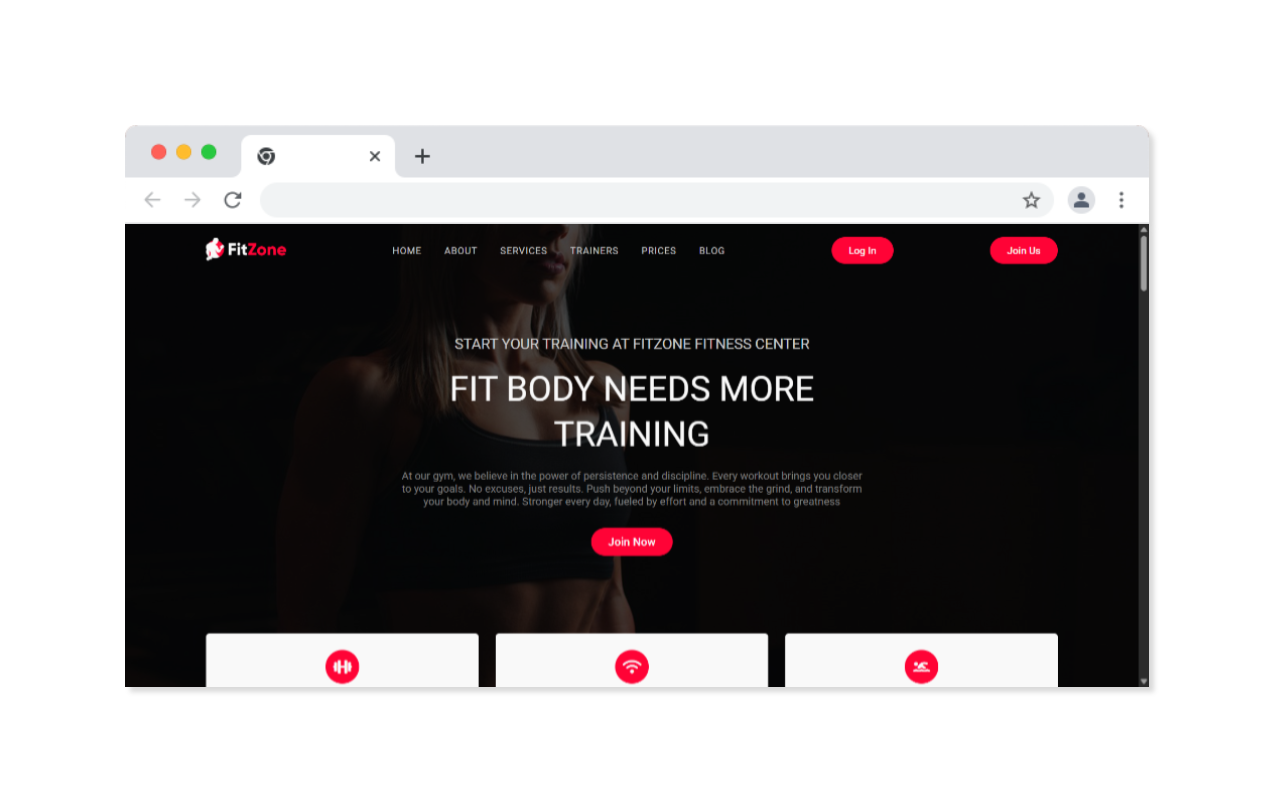 FitZone
HOME ABOUT SERVICES TRAINERS PRICES BLOG
Log In
Join Us
START YOUR TRAINING AT FITZONE FITNESS CENTER
FIT BODY NEEDS MORE
TRAINING
At our gym, we believe in the power of persistence and discipline. Every workout brings you closer
to your goals. No excuses, just results. Push beyond your limits, embrace the grind, and transform
your body and mind. Stronger every day, fueled by effort and a commitment to greatness
Join Now